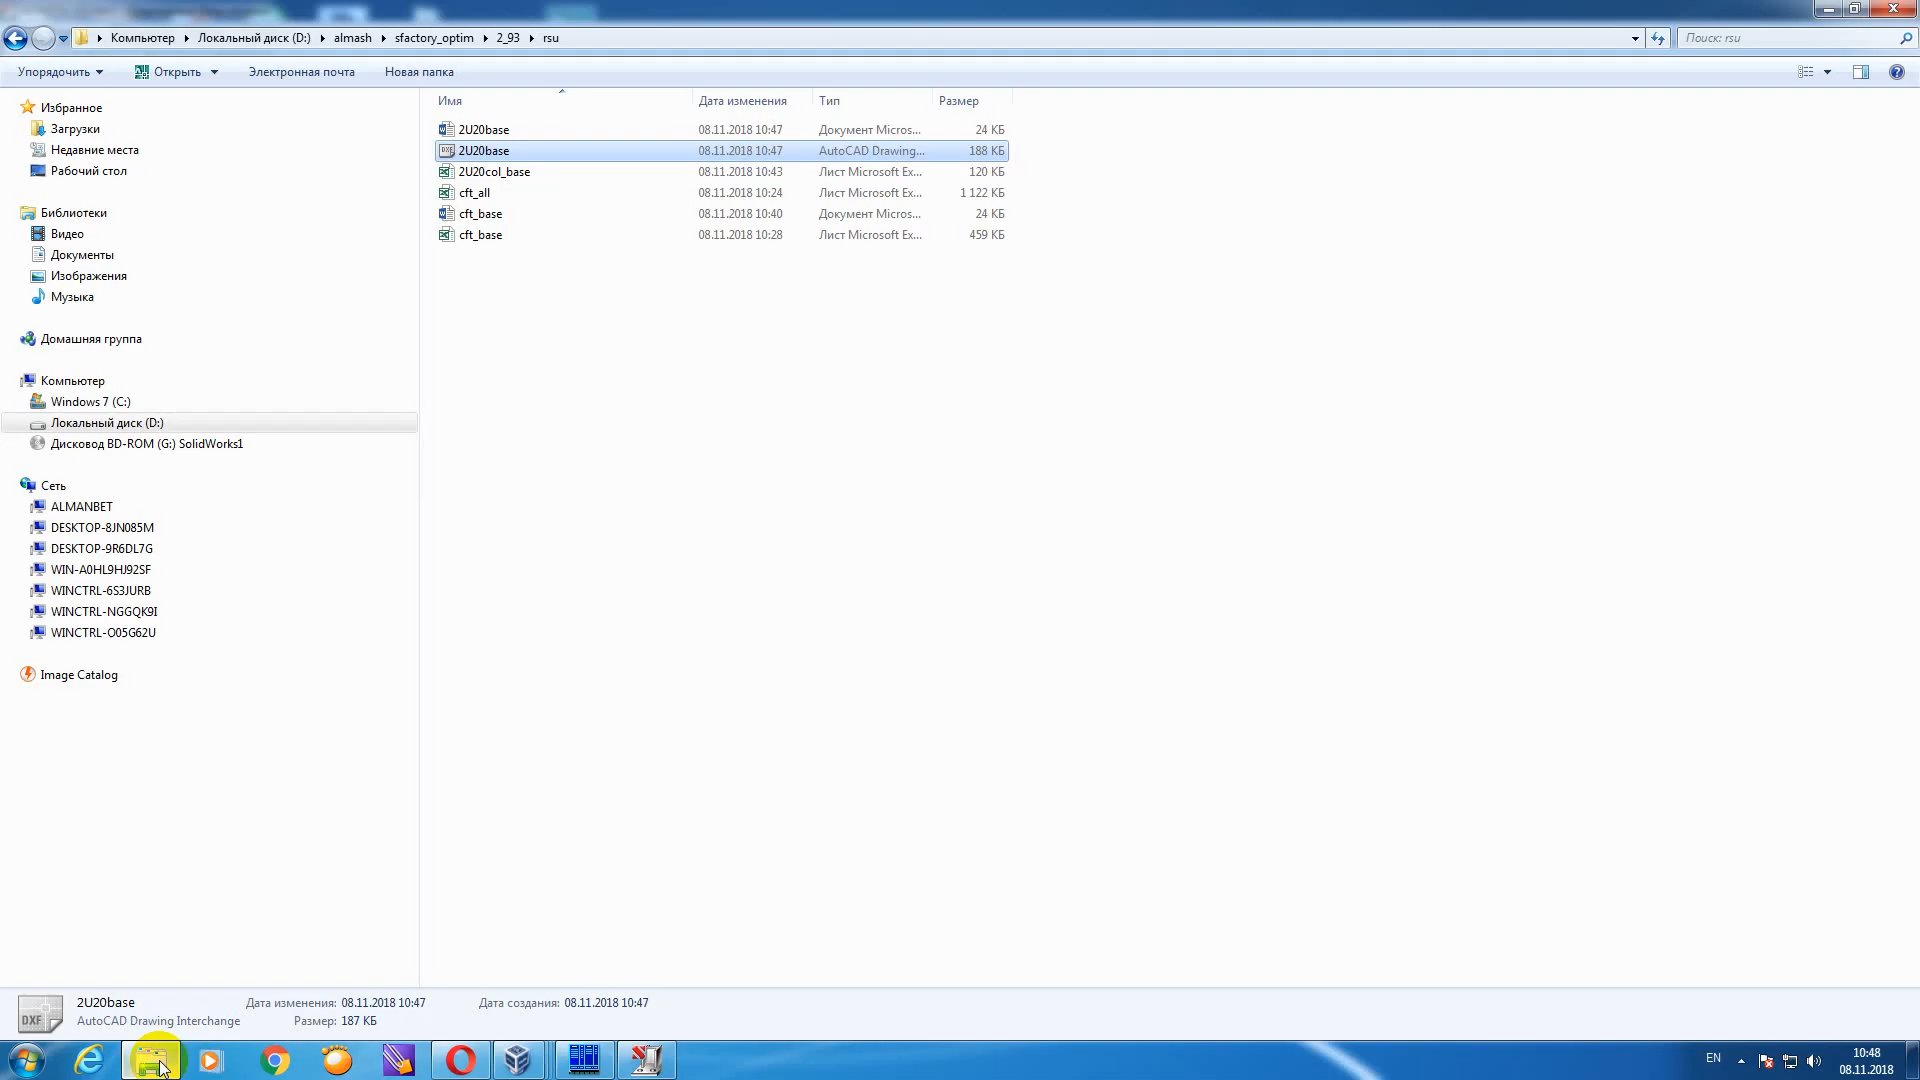 Компьютер Локальный диск (D:) almash sfactory_optim 2_93 rsu Поиск: rsu
Упорядочить Открыть Электронная почта Новая папка
Имя Дата изменения Тип Размер
2U20base 08.11.2018 10:47 Документ Micros... 24 КБ
2U20base 08.11.2018 10:47 AutoCAD Drawing... 188 КБ
2U20col_base 08.11.2018 10:43 Лист Microsoft Ex... 120 КБ
cft_all 08.11.2018 10:24 Лист Microsoft Ex... 1 122 КБ
cft_base 08.11.2018 10:40 Документ Micros... 24 КБ
cft_base 08.11.2018 10:28 Лист Microsoft Ex... 459 КБ
Избранное
Загрузки
Недавние места
Рабочий стол
Библиотеки
Видео
Документы
Изображения
Музыка
Домашняя группа
Компьютер
Windows 7 (C:)
Локальный диск (D:)
Дисковод BD-ROM (G:) SolidWorks1
Сеть
ALMANBET
DESKTOP-8JN085M
DESKTOP-9R6DL7G
WIN-A0HL9HJ92SF
WINCTRL-6S3JURB
WINCTRL-NGGQK9I
WINCTRL-O05G62U
Image Catalog
DXF
2U20base Дата изменения: 08.11.2018 10:47 Дата создания: 08.11.2018 10:47
AutoCAD Drawing Interchange Размер: 187 КБ
EN 10:48
08.11.2018